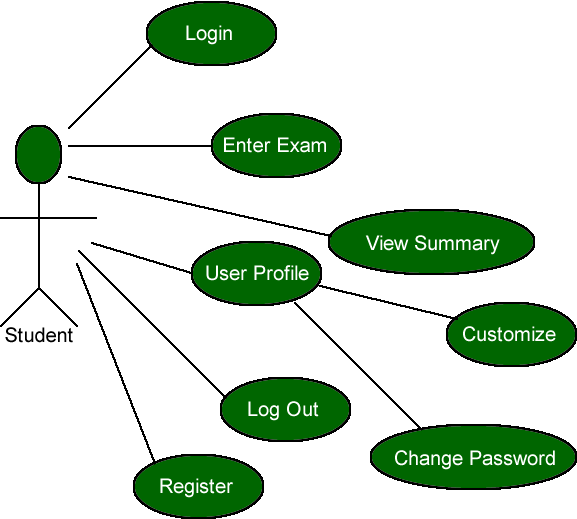 Login
Enter Exam
View Summary
User Profile
Customize
Student
Log Out
Change Password
Register